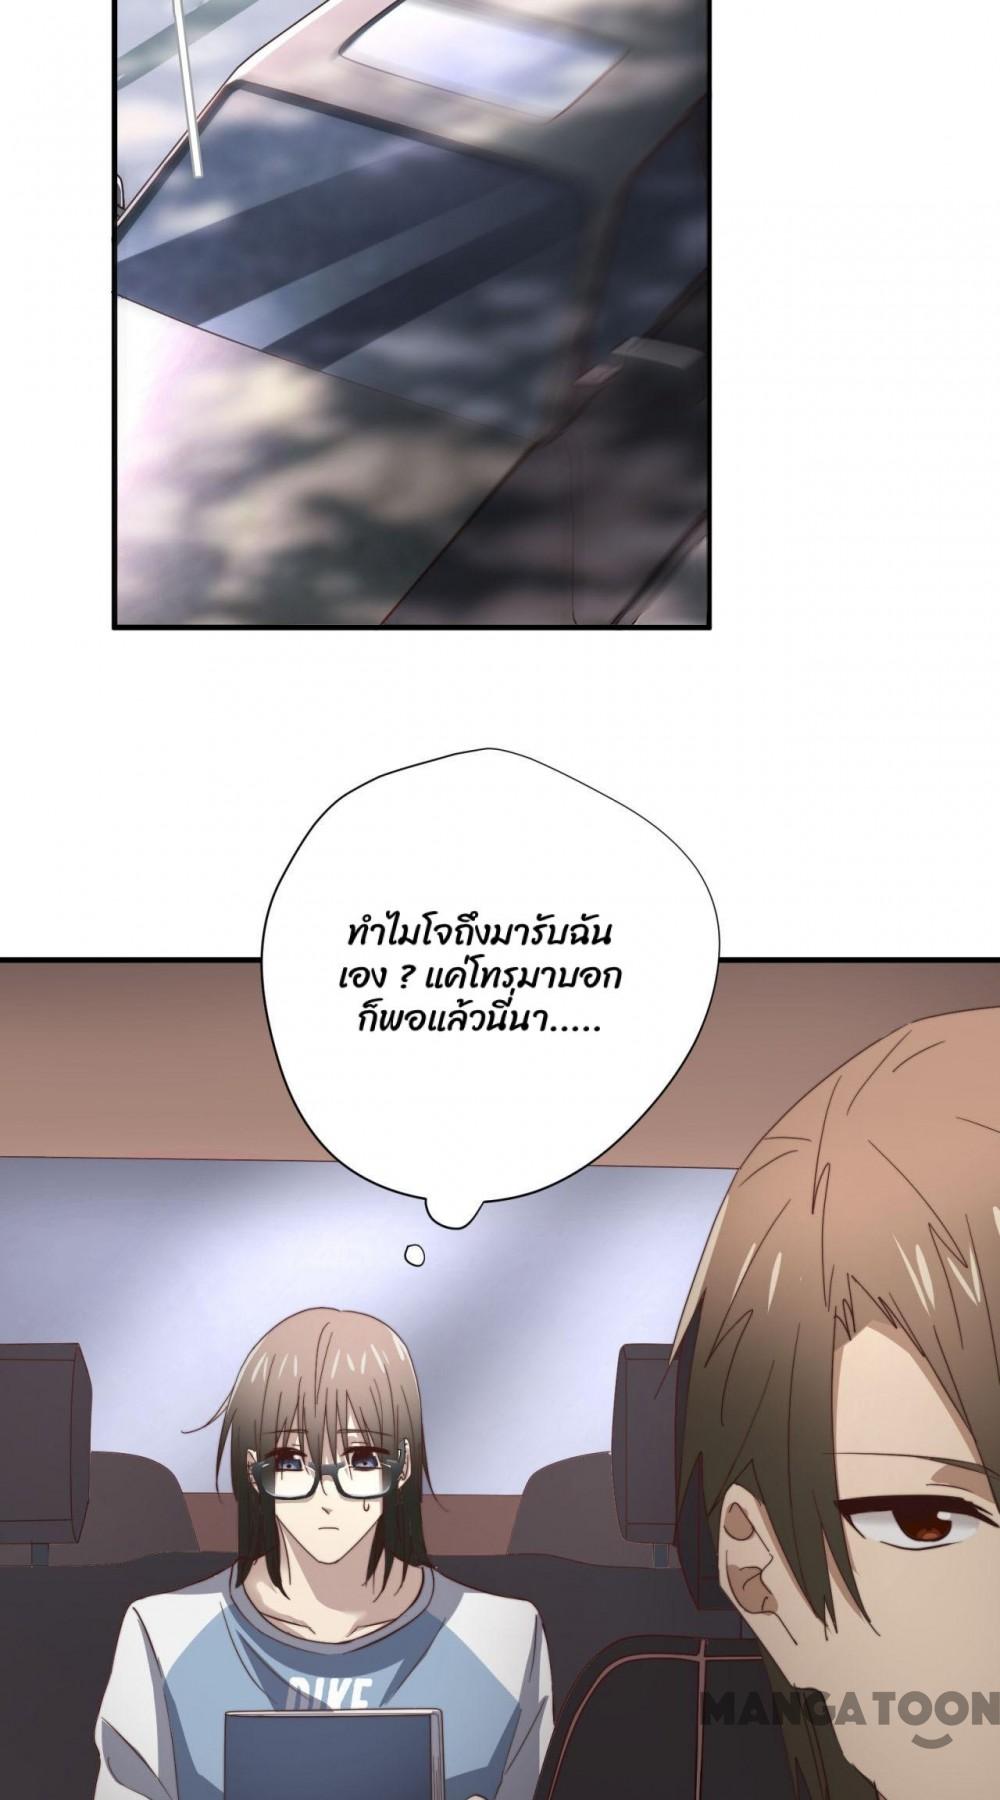 ทำไมโจถึงมารับฉัน
เอง ? แค่โทรมาบอก
ก็พอแล้วนี่นา.....
DIKE
MANGATOON